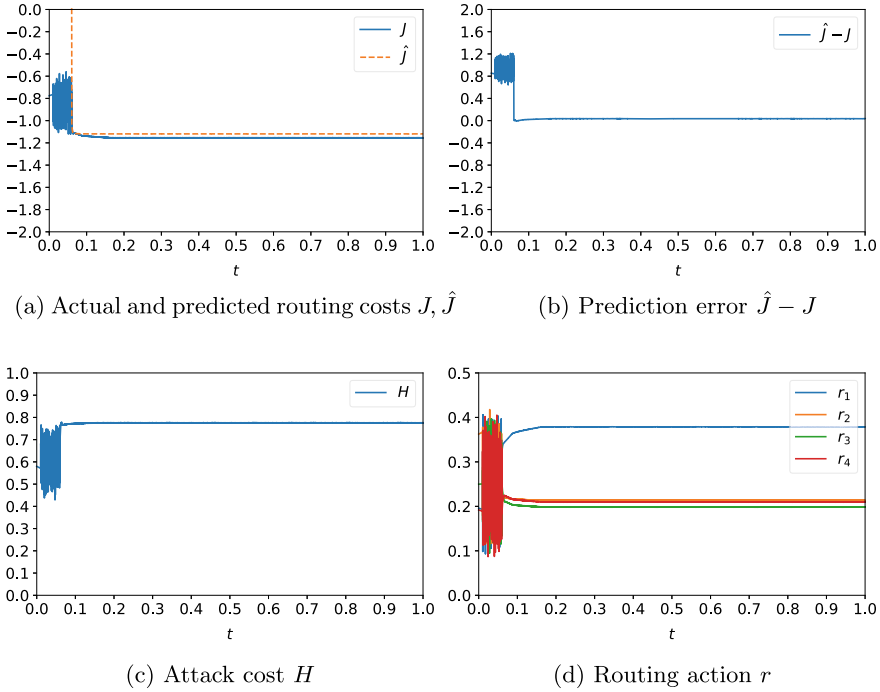 0.0
−0.2
−0.4
−0.6
−0.8
−1.0
−1.2
−1.4
−1.6
−1.8
−2.0
0.0 0.1 0.2 0.3 0.4 0.5 0.6 0.7 0.8 0.9 1.0
t
J
Ĵ
(a) Actual and predicted routing costs J, Ĵ
2.0
1.6
1.2
0.8
0.4
0.0
−0.4
−0.8
−1.2
−1.6
−2.0
0.0 0.1 0.2 0.3 0.4 0.5 0.6 0.7 0.8 0.9 1.0
t
Ĵ − J
(b) Prediction error Ĵ − J
1.0
0.9
0.8
0.7
0.6
0.5
0.4
0.3
0.2
0.1
0.0
0.0 0.1 0.2 0.3 0.4 0.5 0.6 0.7 0.8 0.9 1.0
t
H
(c) Attack cost H
0.5
0.4
0.3
0.2
0.1
0.0
0.0 0.1 0.2 0.3 0.4 0.5 0.6 0.7 0.8 0.9 1.0
t
r₁
r₂
r₃
r₄
(d) Routing action r